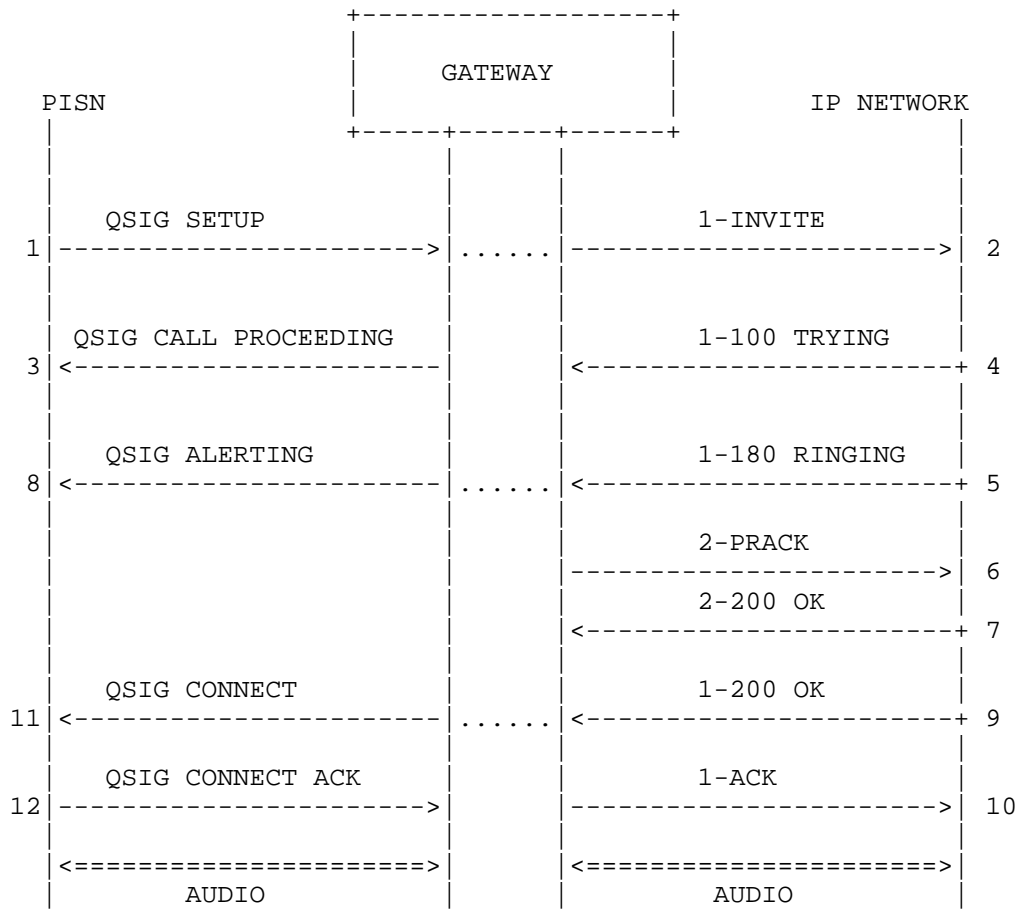 GATEWAY
PISN IP NETWORK
QSIG SETUP 1-INVITE
1 2
QSIG CALL PROCEEDING 1-100 TRYING
3 4
QSIG ALERTING 1-180 RINGING
8 5
2-PRACK
6
2-200 OK
7
QSIG CONNECT 1-200 OK
11 9
QSIG CONNECT ACK 1-ACK
12 10
AUDIO AUDIO